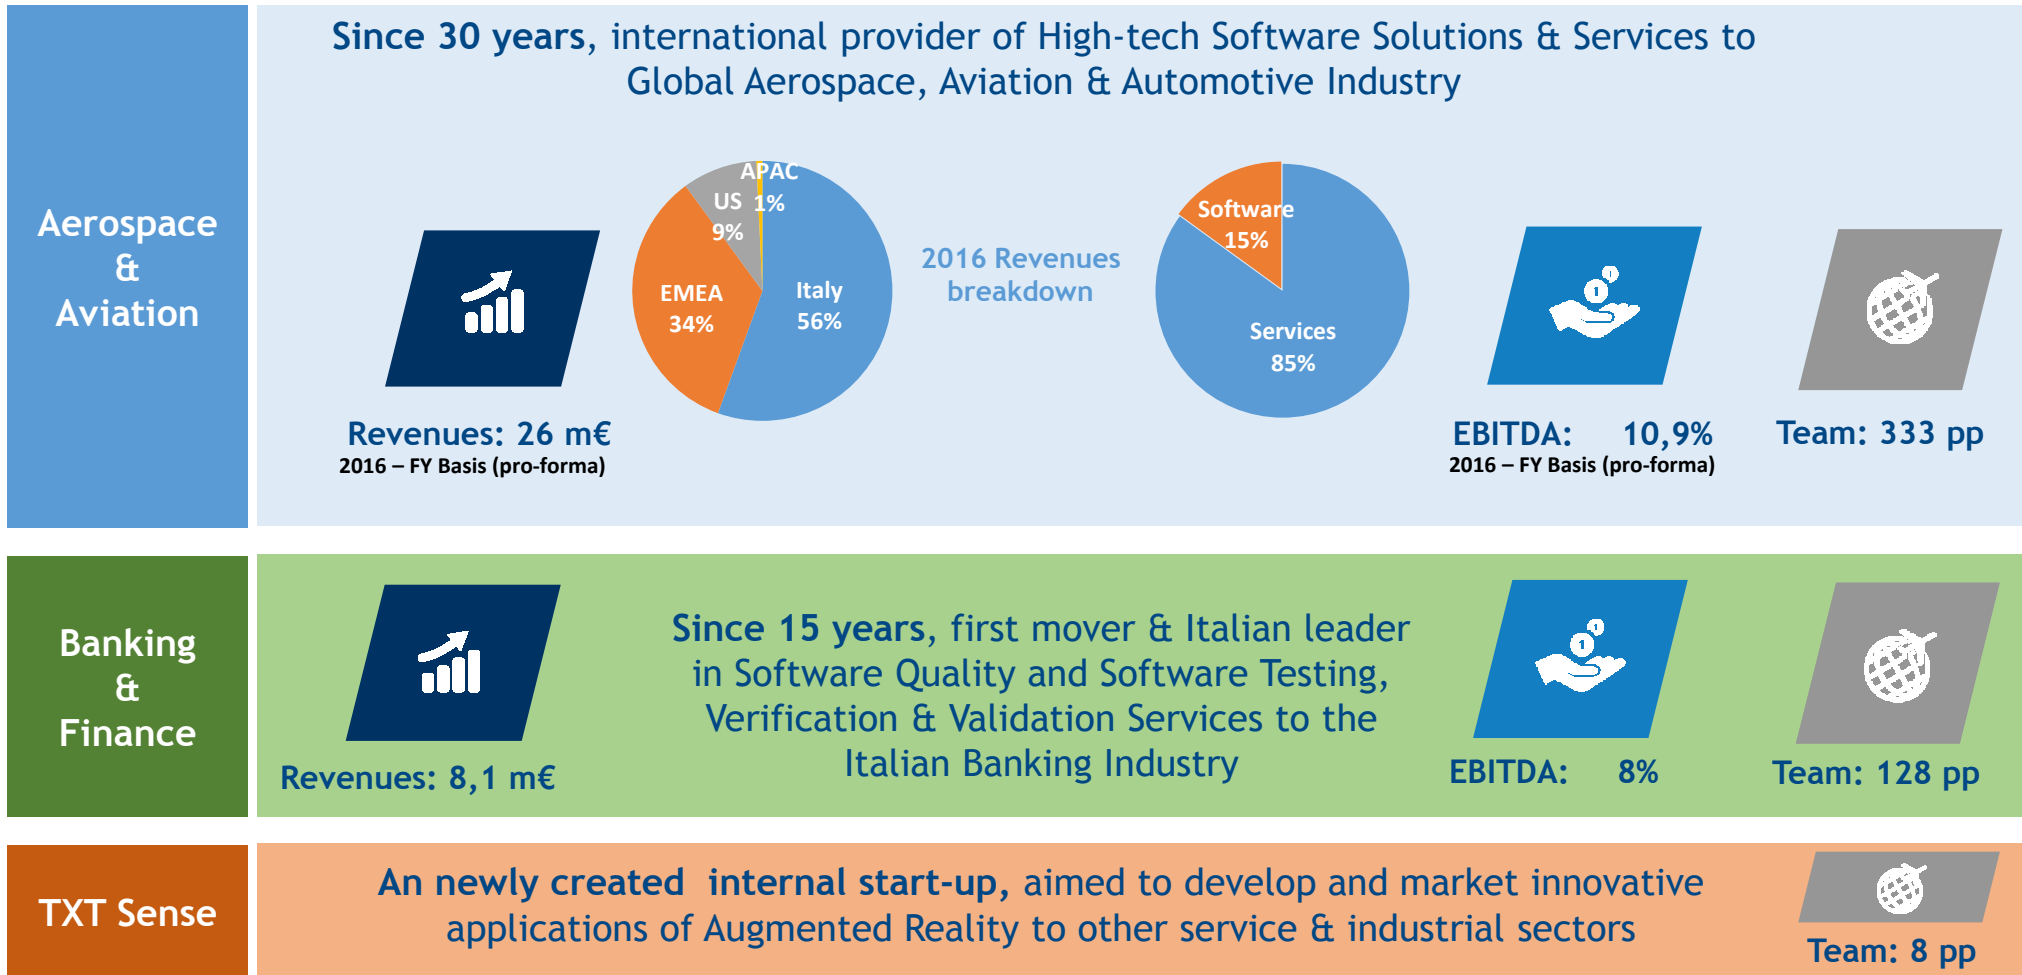 Aerospace
&
Aviation
Since 30 years, international provider of High-tech Software Solutions & Services to
Global Aerospace, Aviation & Automotive Industry
APAC
1%
US
9%
EMEA
34%
Italy
56%
2016 Revenues
breakdown
Software
15%
Services
85%
Revenues: 26 m€
2016 – FY Basis (pro-forma)
1
1
EBITDA: 10,9%
2016 – FY Basis (pro-forma)
Team: 333 pp
Banking
&
Finance
Revenues: 8,1 m€
Since 15 years, first mover & Italian leader
in Software Quality and Software Testing,
Verification & Validation Services to the
Italian Banking Industry
1
1
EBITDA: 8%
Team: 128 pp
TXT Sense
An newly created internal start-up, aimed to develop and market innovative
applications of Augmented Reality to other service & industrial sectors
Team: 8 pp